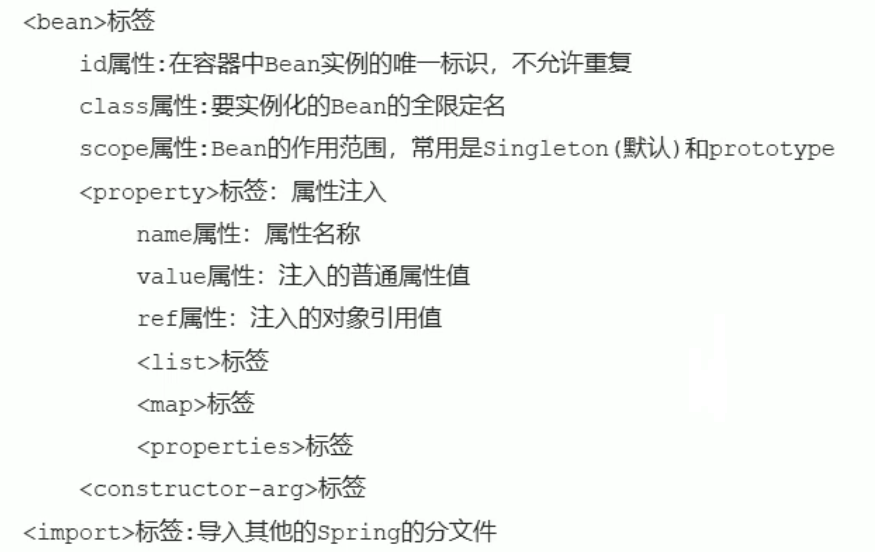 <bean>标签
id属性:在容器中Bean实例的唯一标识，不允许重复
class属性:要实例化的Bean的全限定名
scope属性:Bean的作用范围，常用是Singleton(默认)和prototype
<property>标签：属性注入
name属性：属性名称
value属性：注入的普通属性值
ref属性：注入的对象引用值
<list>标签
<map>标签
<properties>标签
<constructor-arg>标签
<import>标签:导入其他的Spring的分文件